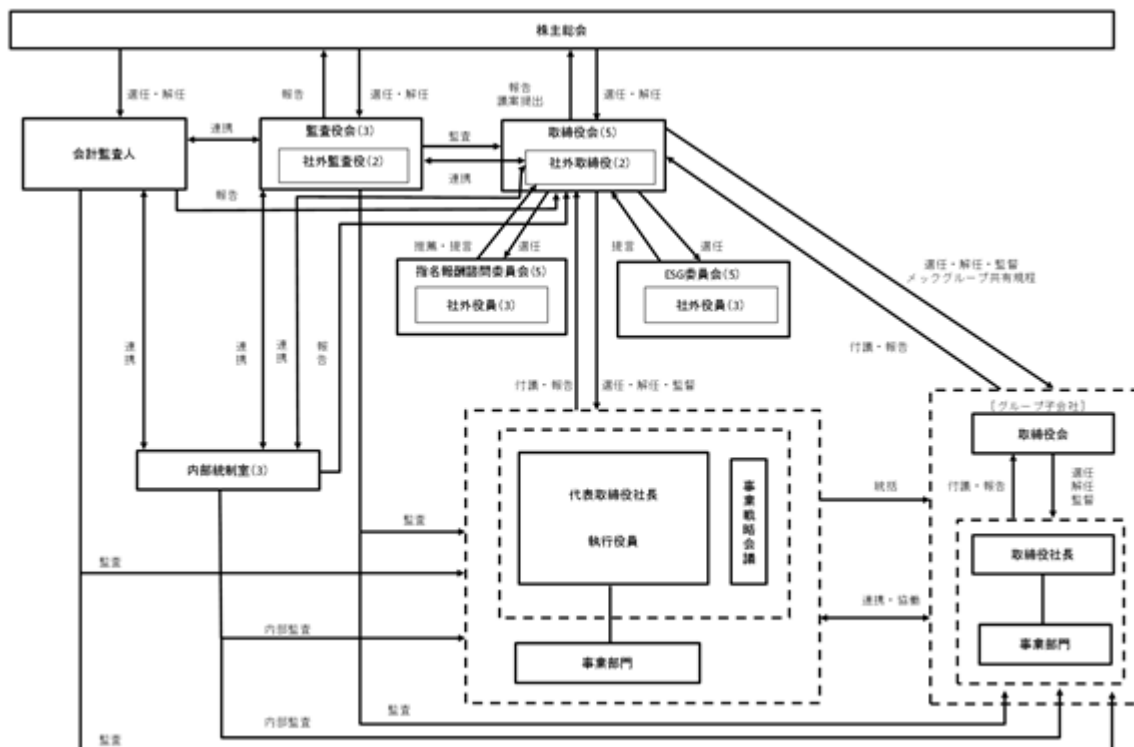 株主総会
選任・解任
報告
選任・解任
報告
議案提出
選任・解任
会計監査人
連携
監査役会(3)
社外監査役(2)
監査
連携
取締役会(5)
社外取締役(2)
報告
推薦・提言
選任
提言
選任
指名報酬諮問委員会(5)
社外役員(3)
ESG委員会(5)
社外役員(3)
選任・解任・監督
メックグループ共有規程
付議・報告
連携
連携
連携
報告
付議・報告
選任・解任・監督
[グループ子会社]
取締役会
内部統制室(3)
代表取締役社長
執行役員
事業戦略会議
統括
付議・報告
選任
解任
監督
監査
取締役社長
監査
連携・協働
内部監査
事業部門
事業部門
監査
内部監査
監査